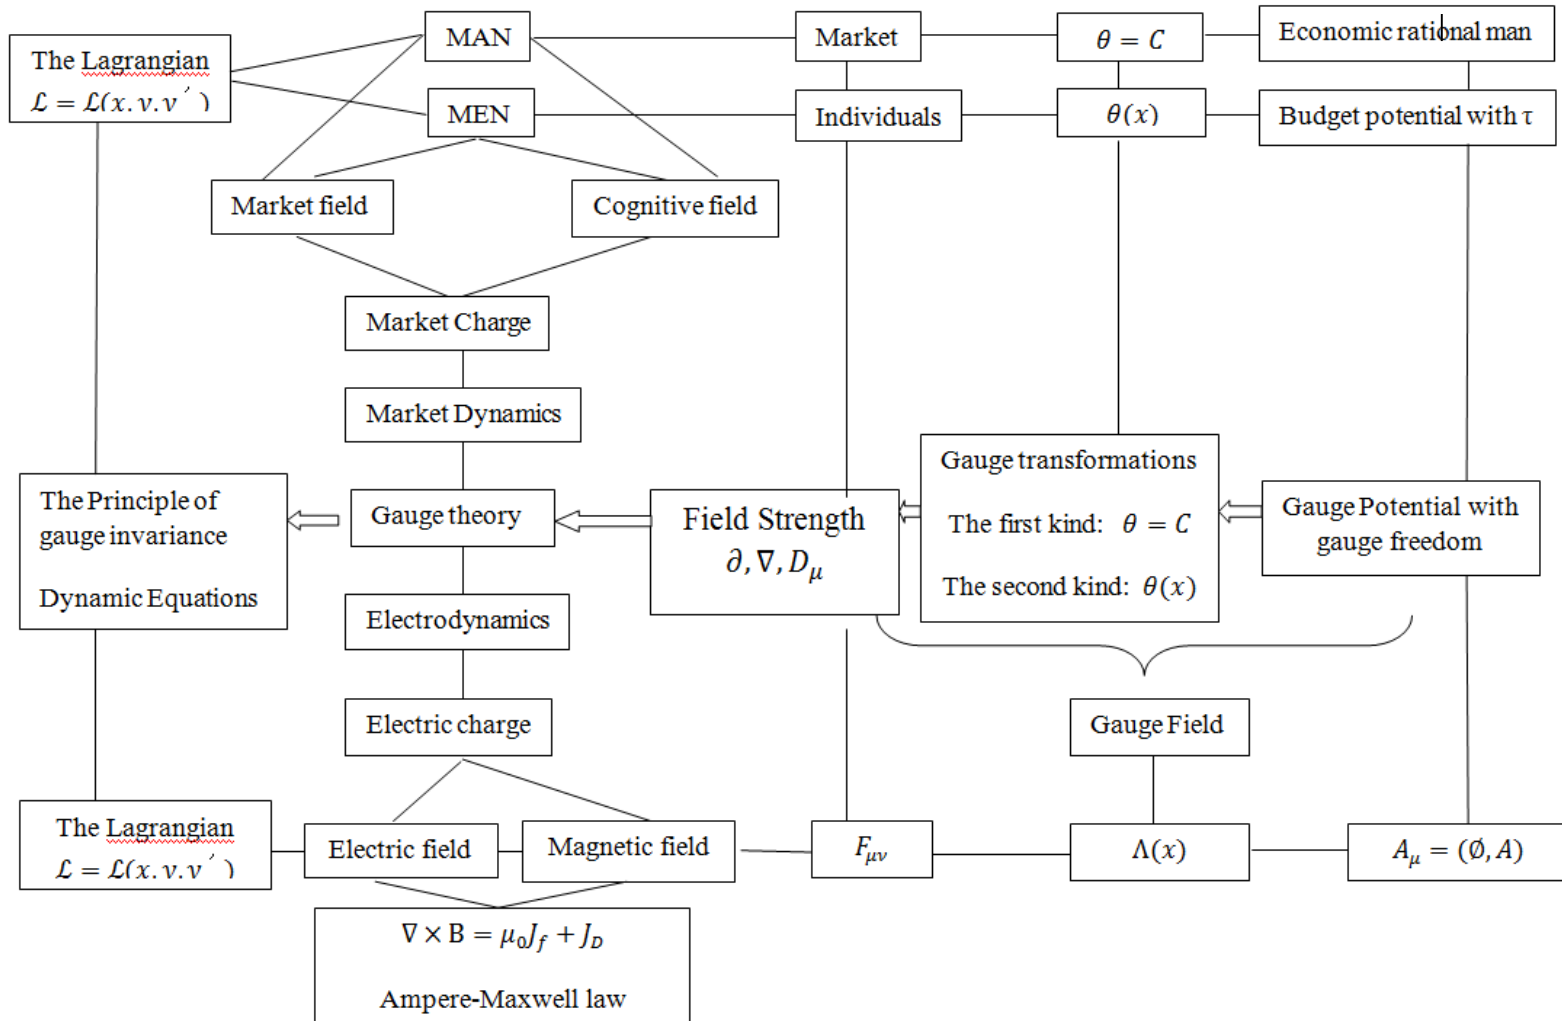 MAN
Market
θ = C
Economic rational man
The Lagrangian
ℒ = ℒ(x, y, y′)
MEN
Individuals
θ(x)
Budget potential with τ
Market field
Cognitive field
Market Charge
Market Dynamics
The Principle of
gauge invariance
Dynamic Equations
Gauge theory
Field Strength
∂, ∇, D_μ
Gauge transformations
The first kind: θ = C
The second kind: θ(x)
Gauge Potential with
gauge freedom
Electrodynamics
Electric charge
Gauge Field
The Lagrangian
ℒ = ℒ(x, y, y′)
Electric field
Magnetic field
F_μν
Λ(x)
A_μ = (Ø, A)
∇ × B = μ₀J_f + J_D
Ampere-Maxwell law